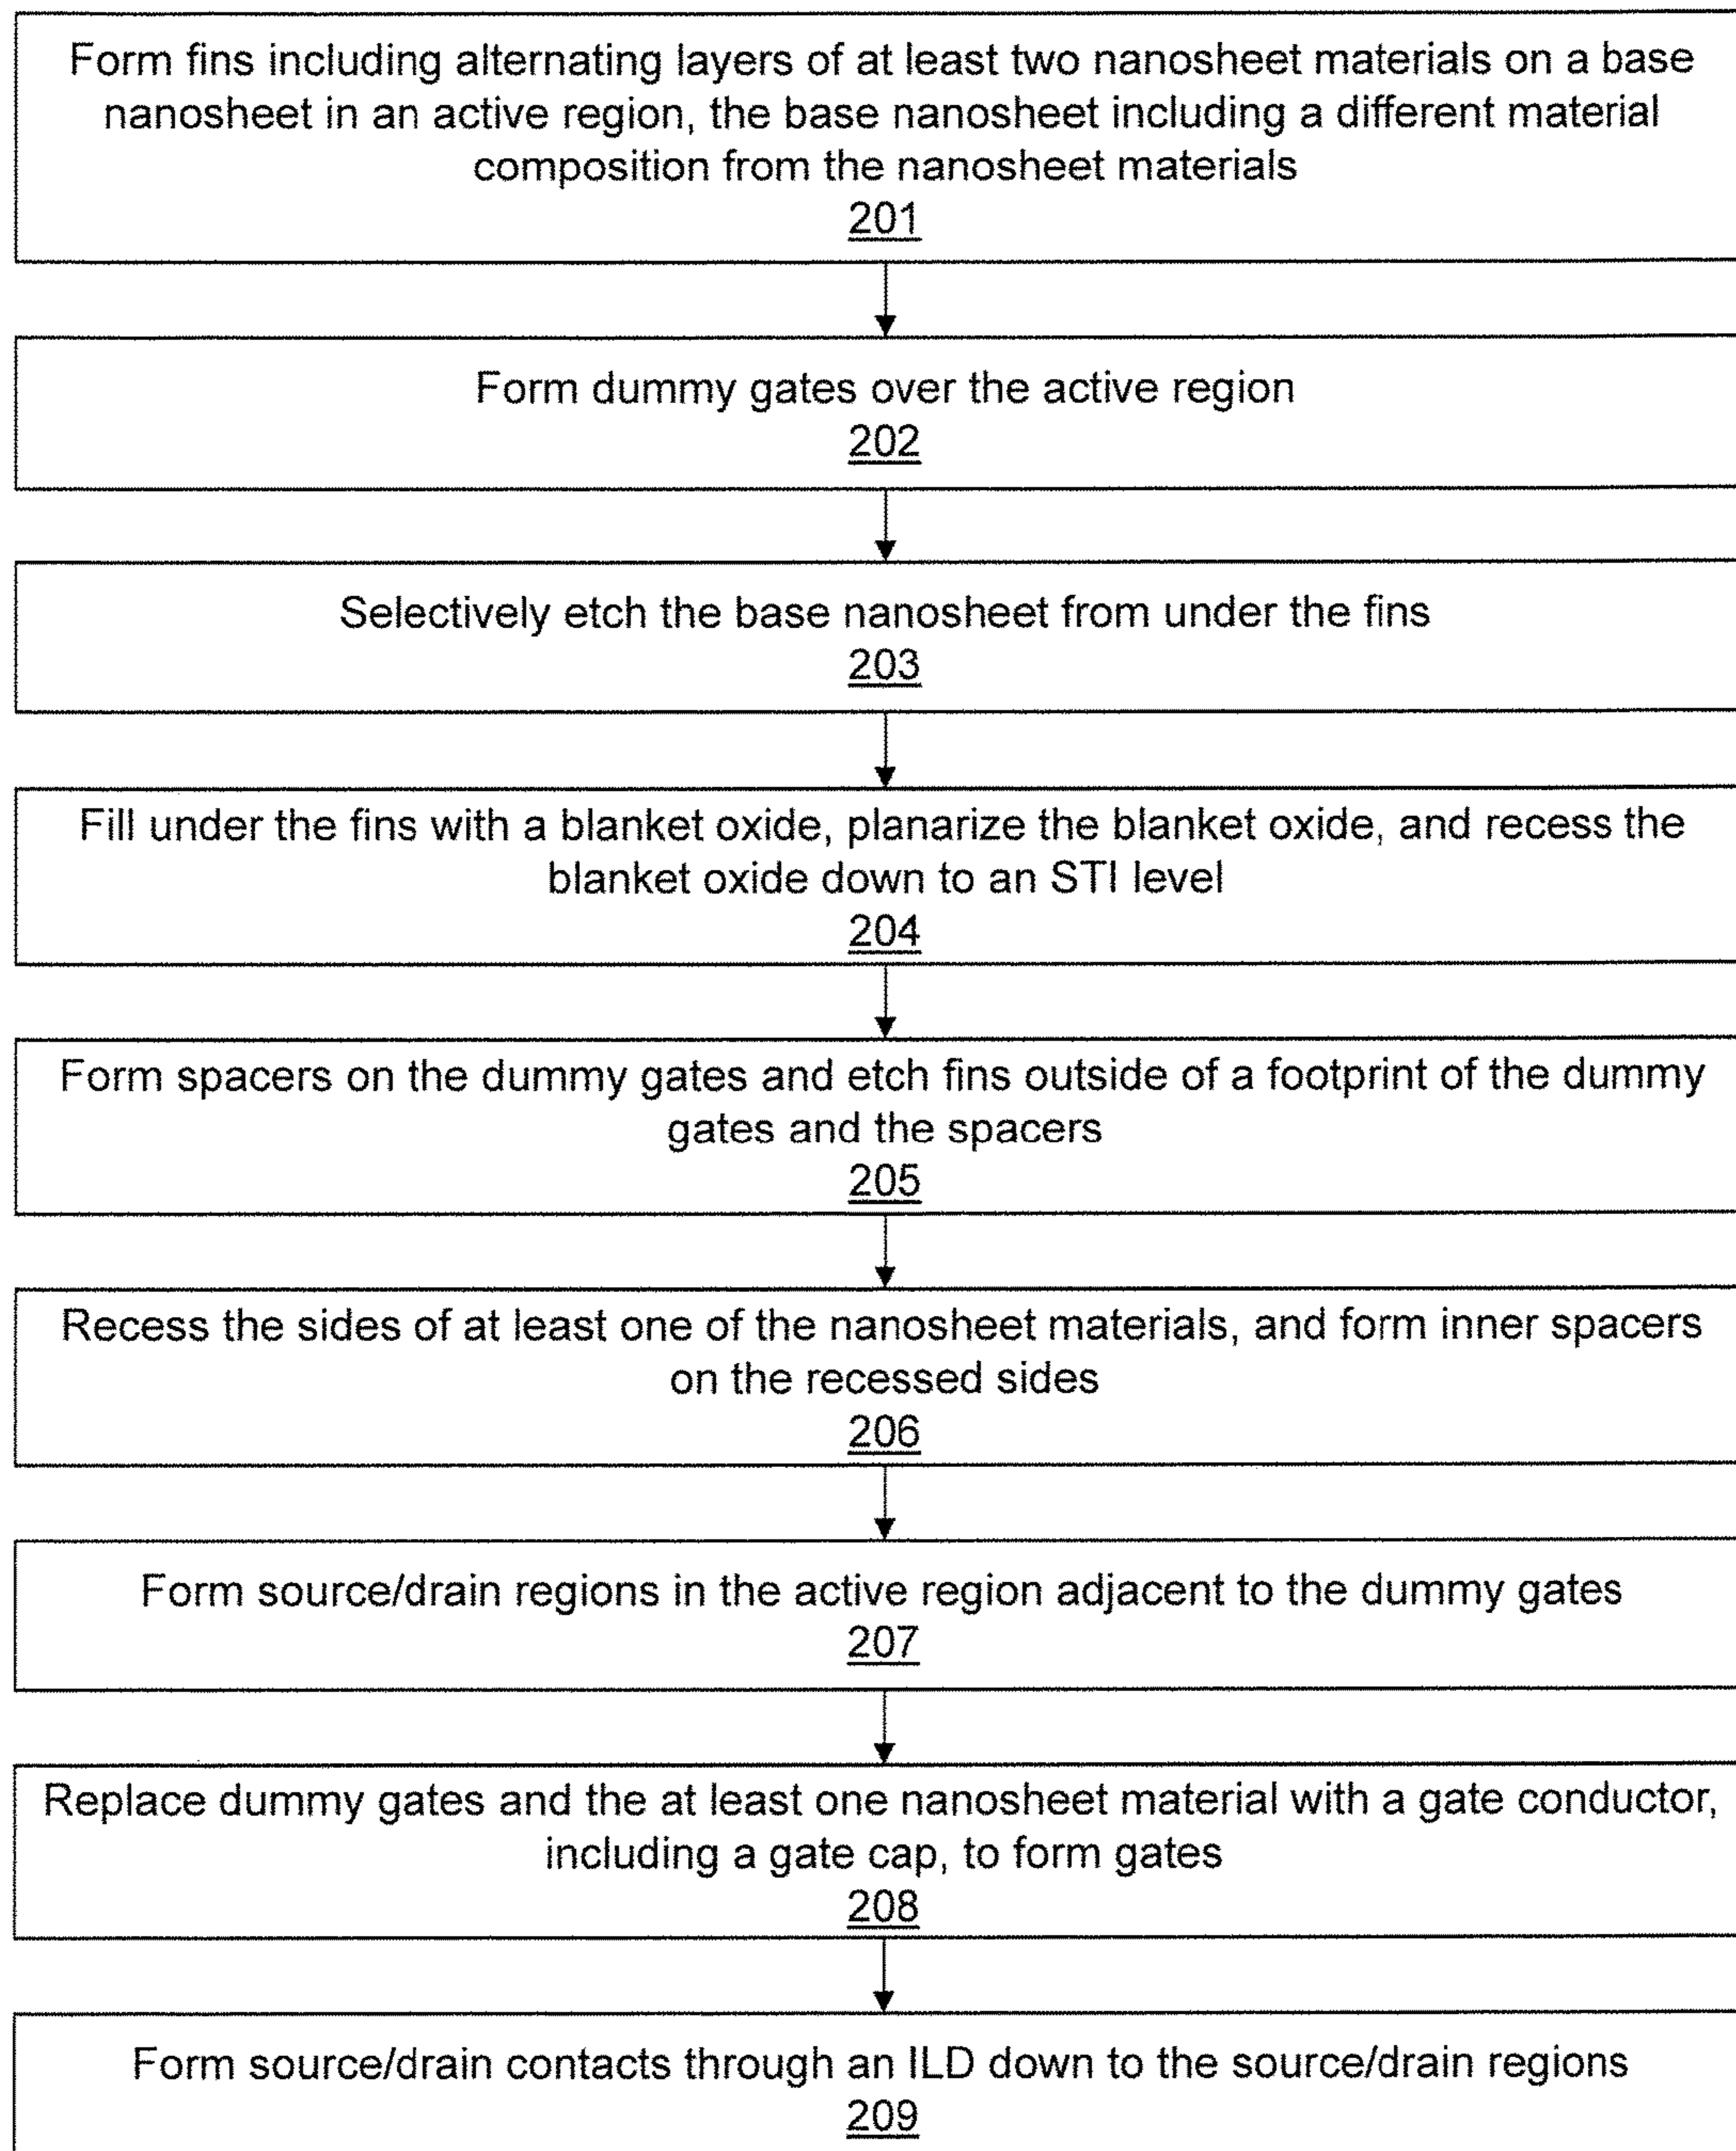 Form fins including alternating layers of at least two nanosheet materials on a base
nanosheet in an active region, the base nanosheet including a different material
composition from the nanosheet materials
201
Form dummy gates over the active region
202
Selectively etch the base nanosheet from under the fins
203
Fill under the fins with a blanket oxide, planarize the blanket oxide, and recess the
blanket oxide down to an STI level
204
Form spacers on the dummy gates and etch fins outside of a footprint of the dummy
gates and the spacers
205
Recess the sides of at least one of the nanosheet materials, and form inner spacers
on the recessed sides
206
Form source/drain regions in the active region adjacent to the dummy gates
207
Replace dummy gates and the at least one nanosheet material with a gate conductor,
including a gate cap, to form gates
208
Form source/drain contacts through an ILD down to the source/drain regions
209